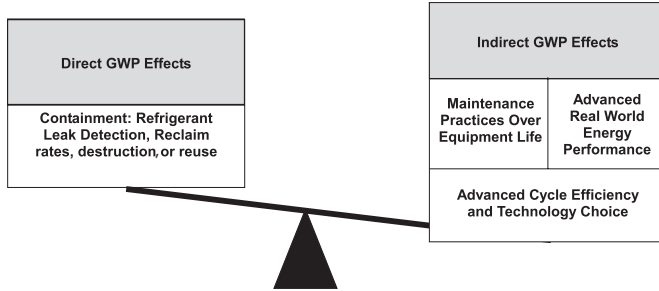 Direct GWP Effects
Containment: Refrigerant
Leak Detection, Reclaim
rates, destruction, or reuse
Indirect GWP Effects
Maintenance
Practices Over
Equipment Life
Advanced
Real World
Energy
Performance
Advanced Cycle Efficiency
and Technology Choice